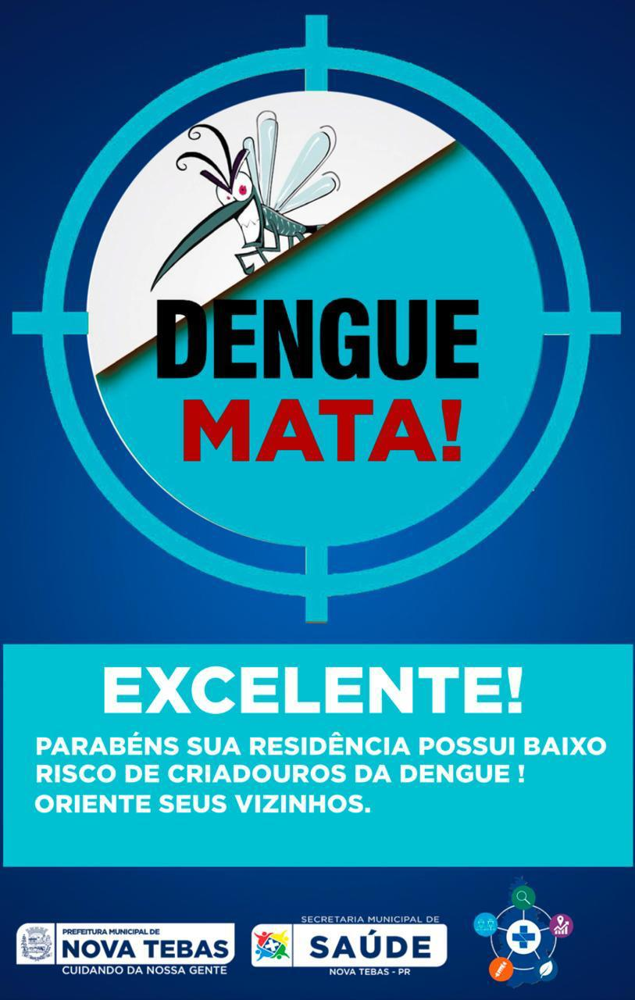 DENGUE
MATA!
EXCELENTE!
PARABÉNS SUA RESIDÊNCIA POSSUI BAIXO
RISCO DE CRIADOUROS DA DENGUE !
ORIENTE SEUS VIZINHOS.
PREFEITURA MUNICIPAL DE
NOVA TEBAS
CUIDANDO DA NOSSA GENTE
SECRETARIA MUNICIPAL DE
SAÚDE
NOVA TEBAS - PR